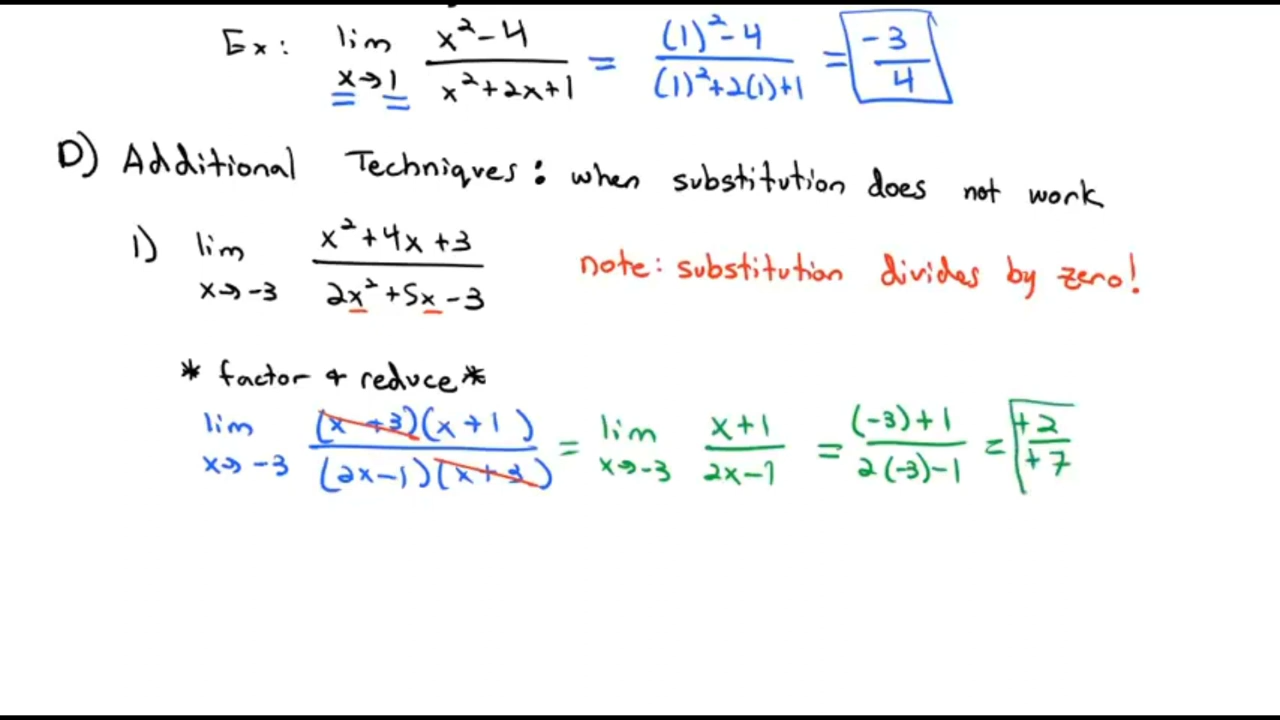 Ex: lim x→1 (x²-4)/(x²+2x+1) = ((1)²-4)/((1)²+2(1)+1) = -3/4
D) Additional Techniques: when substitution does not work
1) lim x→-3 (x²+4x+3)/(2x²+5x-3) note: substitution divides by zero!
* factor & reduce *
lim x→-3 ((x+3)(x+1))/((2x-1)(x+3)) = lim x→-3 (x+1)/(2x-1) = ((-3)+1)/(2(-3)-1) = +2/+7